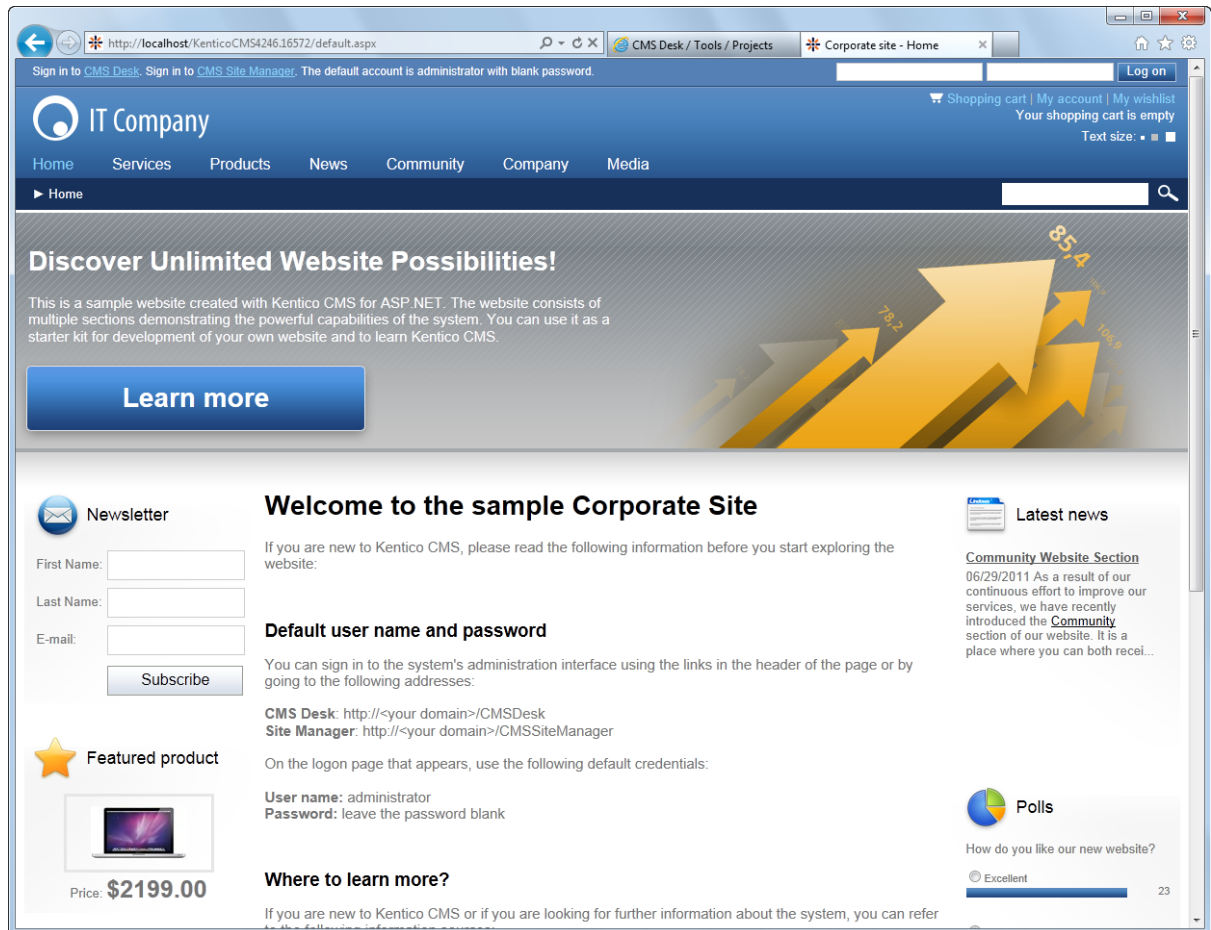 http://localhost/KenticoCMS4246.16572/default.aspx
CMS Desk / Tools / Projects
Corporate site - Home
Sign in to CMS Desk. Sign in to CMS Site Manager. The default account is administrator with blank password.
Log on
IT Company
Shopping cart | My account | My wishlist
Your shopping cart is empty
Text size:
Home Services Products News Community Company Media
► Home
Discover Unlimited Website Possibilities!
This is a sample website created with Kentico CMS for ASP.NET. The website consists of
multiple sections demonstrating the powerful capabilities of the system. You can use it as a
starter kit for development of your own website and to learn Kentico CMS.
Learn more
85,4
78,2
106,9
Newsletter
First Name:
Last Name:
E-mail:
Subscribe
Featured product
Price: $2199.00
Welcome to the sample Corporate Site
If you are new to Kentico CMS, please read the following information before you start exploring the
website:
Default user name and password
You can sign in to the system's administration interface using the links in the header of the page or by
going to the following addresses:
CMS Desk: http://<your domain>/CMSDesk
Site Manager: http://<your domain>/CMSSiteManager
On the logon page that appears, use the following default credentials:
User name: administrator
Password: leave the password blank
Where to learn more?
If you are new to Kentico CMS or if you are looking for further information about the system, you can refer
to the following information sources:
Latest news
Community Website Section
06/29/2011 As a result of our
continuous effort to improve our
services, we have recently
introduced the Community
section of our website. It is a
place where you can both recei...
Polls
How do you like our new website?
Excellent
23